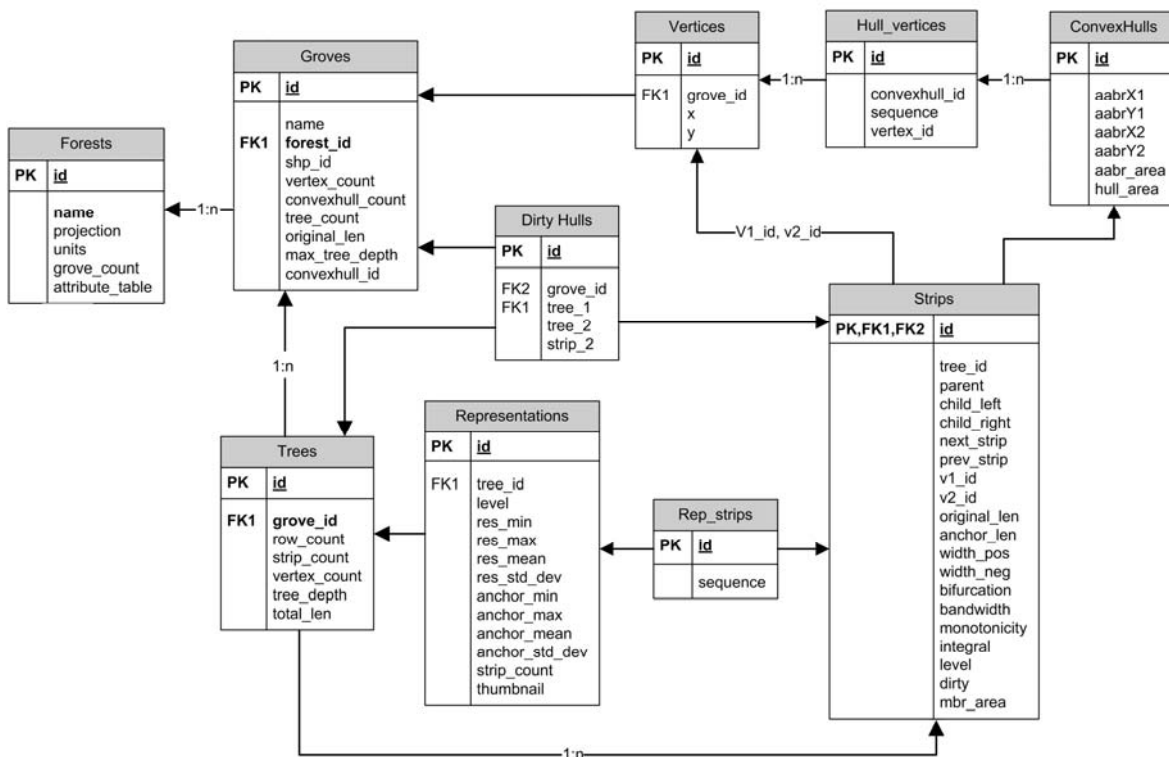 Forests
PK id
name
projection
units
grove_count
attribute_table
1:n
Groves
PK id
name
FK1 forest_id
shp_id
vertex_count
convexhull_count
tree_count
original_len
max_tree_depth
convexhull_id
1:n
Trees
PK id
FK1 grove_id
row_count
strip_count
vertex_count
tree_depth
total_len
1:n
Vertices
PK id
FK1 grove_id
x
y
1:n
Hull_vertices
PK id
convexhull_id
sequence
vertex_id
1:n
ConvexHulls
PK id
aabrX1
aabrY1
aabrX2
aabrY2
aabr_area
hull_area
Dirty Hulls
PK id
FK2 grove_id
FK1 tree_1
tree_2
strip_2
V1_id, v2_id
Representations
PK id
FK1 tree_id
level
res_min
res_max
res_mean
res_std_dev
anchor_min
anchor_max
anchor_mean
anchor_std_dev
strip_count
thumbnail
Rep_strips
PK id
sequence
Strips
PK,FK1,FK2 id
tree_id
parent
child_left
child_right
next_strip
prev_strip
v1_id
v2_id
original_len
anchor_len
width_pos
width_neg
bifurcation
bandwidth
monotonicity
integral
level
dirty
mbr_area